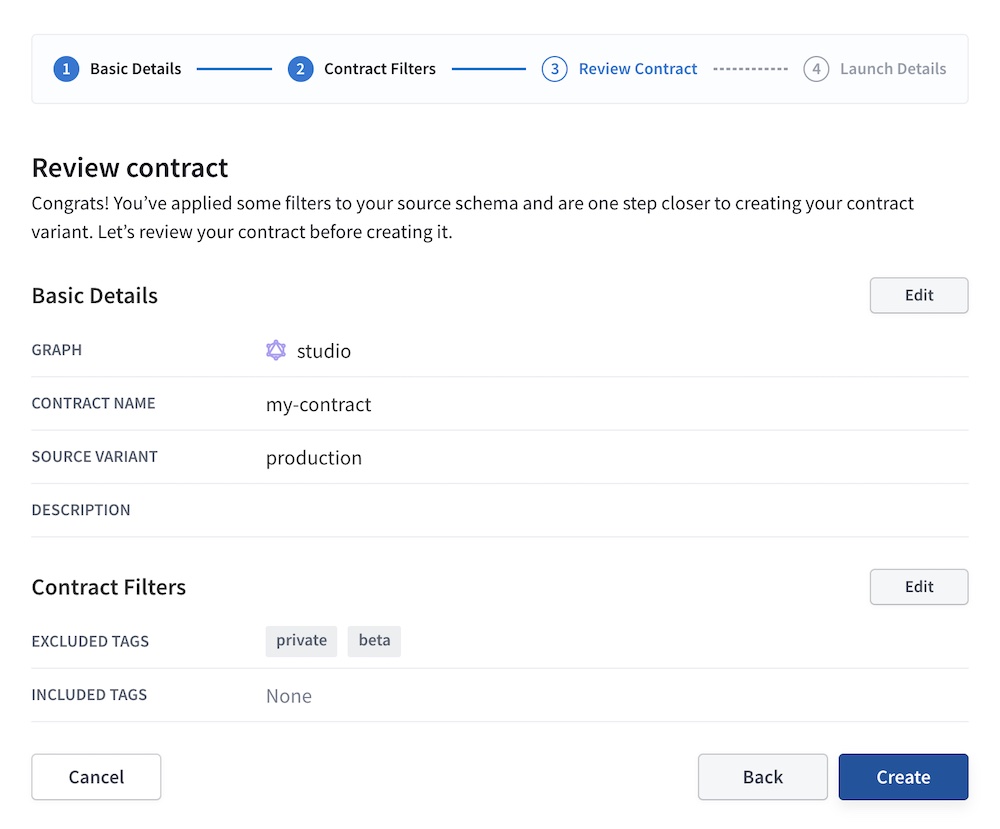 1 Basic Details 2 Contract Filters 3 Review Contract 4 Launch Details
Review contract
Congrats! You’ve applied some filters to your source schema and are one step closer to creating your contract
variant. Let’s review your contract before creating it.
Basic Details Edit
GRAPH studio
CONTRACT NAME my-contract
SOURCE VARIANT production
DESCRIPTION
Contract Filters Edit
EXCLUDED TAGS private beta
INCLUDED TAGS None
Cancel Back Create